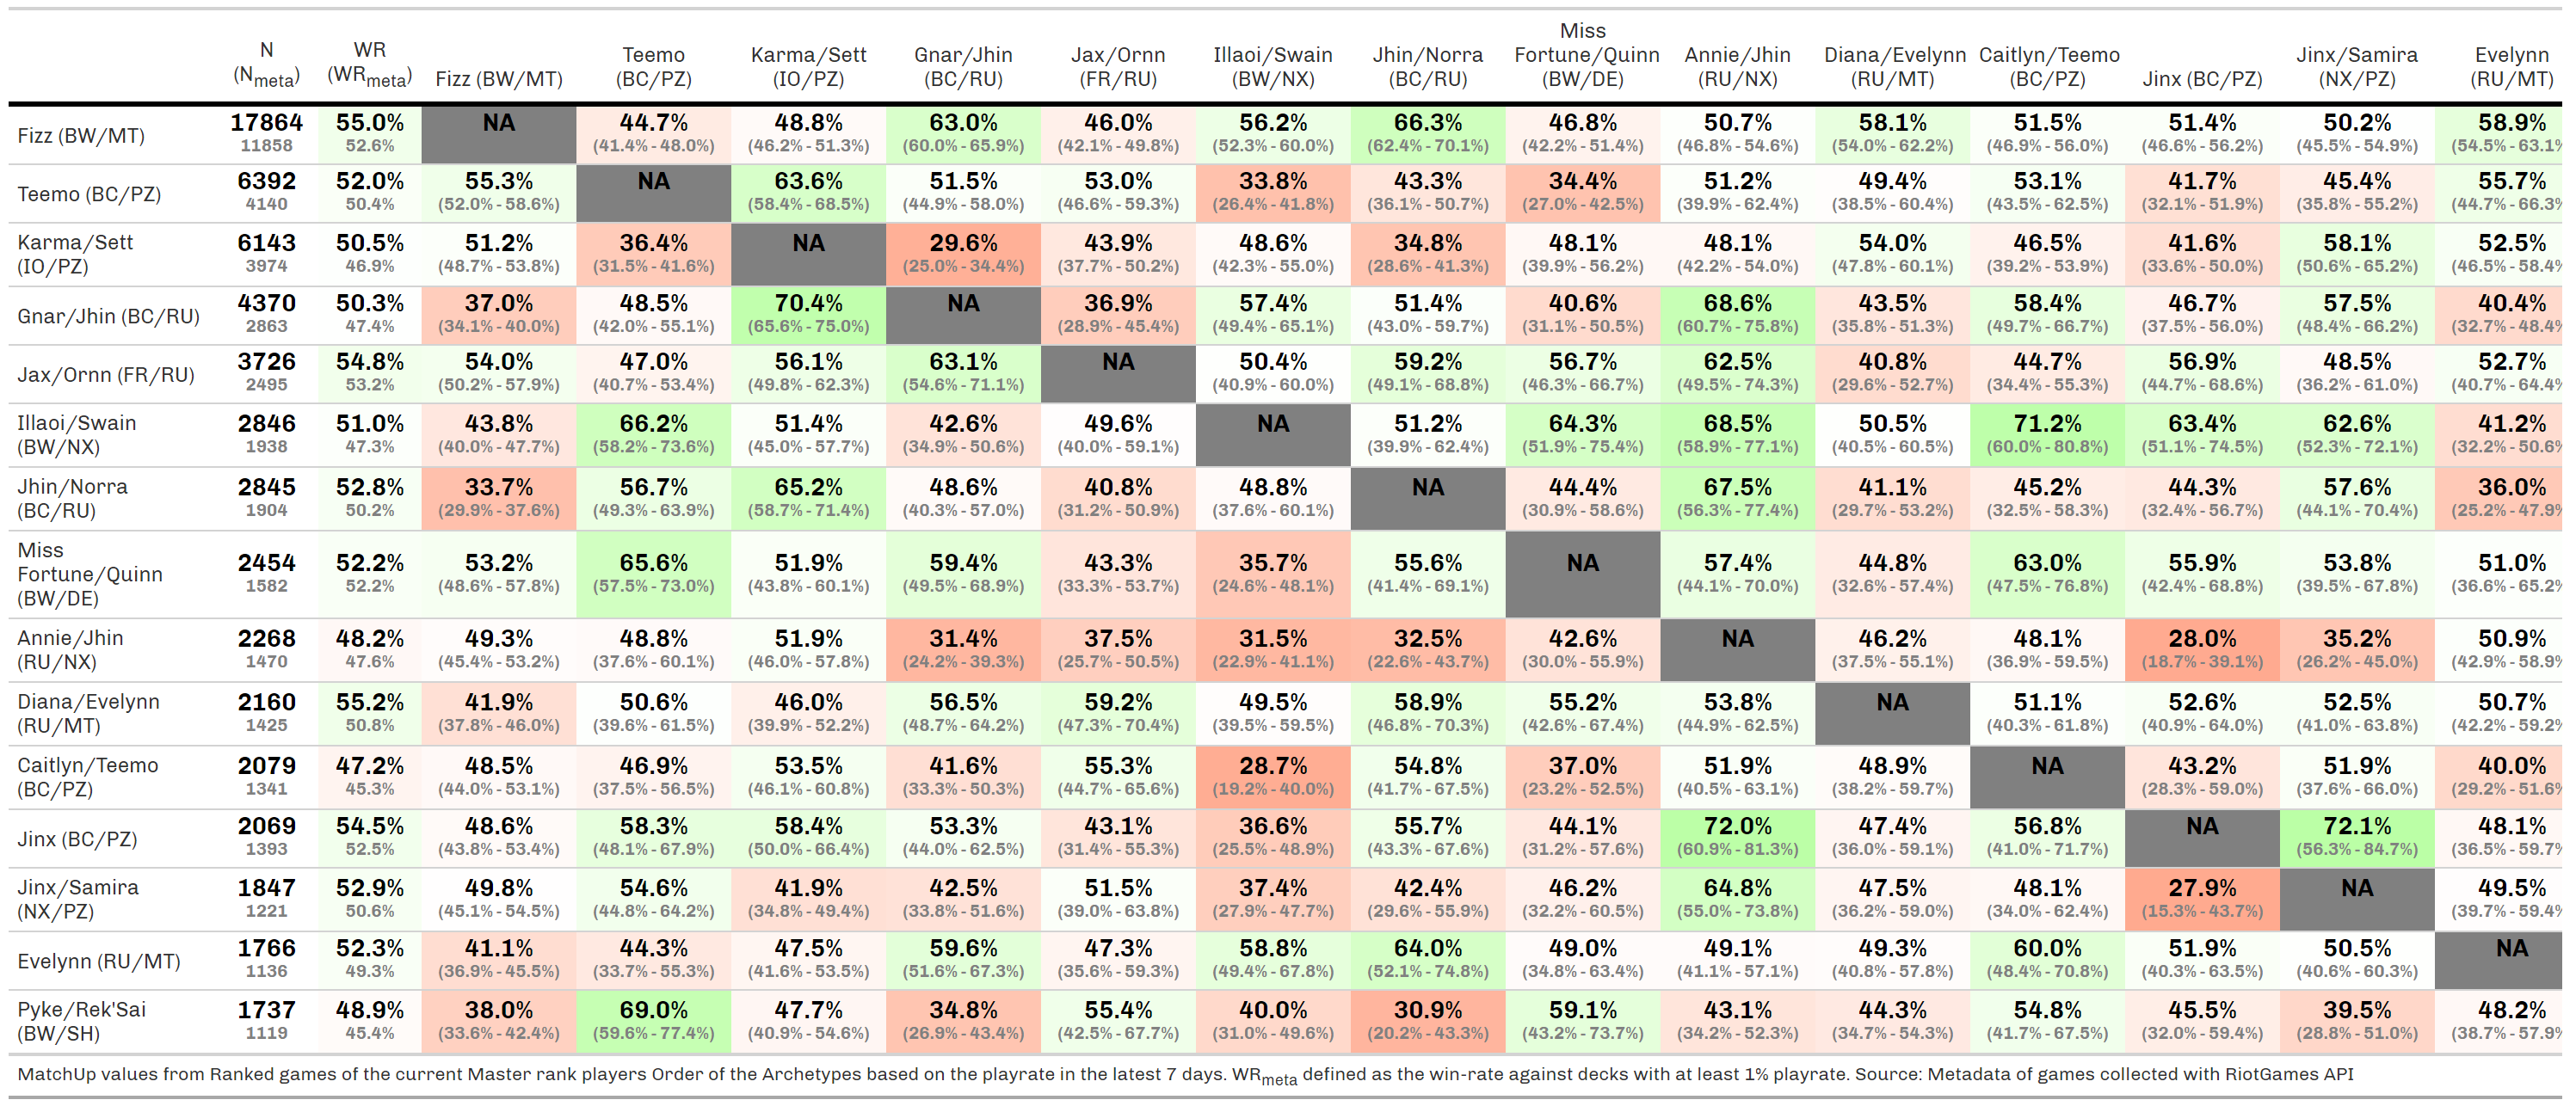 N (Nmeta) WR (WRmeta) Fizz (BW/MT) Teemo (BC/PZ) Karma/Sett (IO/PZ) Gnar/Jhin (BC/RU) Jax/Ornn (FR/RU) Illaoi/Swain (BW/NX) Jhin/Norra (BC/RU) Miss Fortune/Quinn (BW/DE) Annie/Jhin (RU/NX) Diana/Evelynn (RU/MT) Caitlyn/Teemo (BC/PZ) Jinx (BC/PZ) Jinx/Samira (NX/PZ) Evelynn (RU/MT)
Fizz (BW/MT) 17864 55.0% NA 44.7% 48.8% 63.0% 46.0% 56.2% 66.3% 46.8% 50.7% 58.1% 51.5% 51.4% 50.2% 58.9%
11858 52.6% (41.4% - 48.0%) (46.2% - 51.3%) (60.0% - 65.9%) (42.1% - 49.8%) (52.3% - 60.0%) (62.4% - 70.1%) (42.2% - 51.4%) (46.8% - 54.6%) (54.0% - 62.2%) (46.9% - 56.0%) (46.6% - 56.2%) (45.5% - 54.9%) (54.5% - 63.1%
Teemo (BC/PZ) 6392 52.0% 55.3% NA 63.6% 51.5% 53.0% 33.8% 43.3% 34.4% 51.2% 49.4% 53.1% 41.7% 45.4% 55.7%
4140 50.4% (52.0% - 58.6%) (58.4% - 68.5%) (44.9% - 58.0%) (46.6% - 59.3%) (26.4% - 41.8%) (36.1% - 50.7%) (27.0% - 42.5%) (39.9% - 62.4%) (38.5% - 60.4%) (43.5% - 62.5%) (32.1% - 51.9%) (35.8% - 55.2%) (44.7% - 66.3%
Karma/Sett 6143 50.5% 51.2% 36.4% NA 29.6% 43.9% 48.6% 34.8% 48.1% 48.1% 54.0% 46.5% 41.6% 58.1% 52.5%
(IO/PZ) 3974 46.9% (48.7% - 53.8%) (31.5% - 41.6%) (25.0% - 34.4%) (37.7% - 50.2%) (42.3% - 55.0%) (28.6% - 41.3%) (39.9% - 56.2%) (42.2% - 54.0%) (47.8% - 60.1%) (39.2% - 53.9%) (33.6% - 50.0%) (50.6% - 65.2%) (46.5% - 58.4%
Gnar/Jhin (BC/RU) 4370 50.3% 37.0% 48.5% 70.4% NA 36.9% 57.4% 51.4% 40.6% 68.6% 43.5% 58.4% 46.7% 57.5% 40.4%
2863 47.4% (34.1% - 40.0%) (42.0% - 55.1%) (65.6% - 75.0%) (28.9% - 45.4%) (49.4% - 65.1%) (43.0% - 59.7%) (31.1% - 50.5%) (60.7% - 75.8%) (35.8% - 51.3%) (49.7% - 66.7%) (37.5% - 56.0%) (48.4% - 66.2%) (32.7% - 48.4%
Jax/Ornn (FR/RU) 3726 54.8% 54.0% 47.0% 56.1% 63.1% NA 50.4% 59.2% 56.7% 62.5% 40.8% 44.7% 56.9% 48.5% 52.7%
2495 53.2% (50.2% - 57.9%) (40.7% - 53.4%) (49.8% - 62.3%) (54.6% - 71.1%) (40.9% - 60.0%) (49.1% - 68.8%) (46.3% - 66.7%) (49.5% - 74.3%) (29.6% - 52.7%) (34.4% - 55.3%) (44.7% - 68.6%) (36.2% - 61.0%) (40.7% - 64.4%
Illaoi/Swain 2846 51.0% 43.8% 66.2% 51.4% 42.6% 49.6% NA 51.2% 64.3% 68.5% 50.5% 71.2% 63.4% 62.6% 41.2%
(BW/NX) 1938 47.3% (40.0% - 47.7%) (58.2% - 73.6%) (45.0% - 57.7%) (34.9% - 50.6%) (40.0% - 59.1%) (39.9% - 62.4%) (51.9% - 75.4%) (58.9% - 77.1%) (40.5% - 60.5%) (60.0% - 80.8%) (51.1% - 74.5%) (52.3% - 72.1%) (32.2% - 50.6%
Jhin/Norra 2845 52.8% 33.7% 56.7% 65.2% 48.6% 40.8% 48.8% NA 44.4% 67.5% 41.1% 45.2% 44.3% 57.6% 36.0%
(BC/RU) 1904 50.2% (29.9% - 37.6%) (49.3% - 63.9%) (58.7% - 71.4%) (40.3% - 57.0%) (31.2% - 50.9%) (37.6% - 60.1%) (30.9% - 58.6%) (56.3% - 77.4%) (29.7% - 53.2%) (32.5% - 58.3%) (32.4% - 56.7%) (44.1% - 70.4%) (25.2% - 47.9%
Miss
Fortune/Quinn 2454 52.2% 53.2% 65.6% 51.9% 59.4% 43.3% 35.7% 55.6% NA 57.4% 44.8% 63.0% 55.9% 53.8% 51.0%
(BW/DE) 1582 52.2% (48.6% - 57.8%) (57.5% - 73.0%) (43.8% - 60.1%) (49.5% - 68.9%) (33.3% - 53.7%) (24.6% - 48.1%) (41.4% - 69.1%) (44.1% - 70.0%) (32.6% - 57.4%) (47.5% - 76.8%) (42.4% - 68.8%) (39.5% - 67.8%) (36.6% - 65.2%
Annie/Jhin 2268 48.2% 49.3% 48.8% 51.9% 31.4% 37.5% 31.5% 32.5% 42.6% NA 46.2% 48.1% 28.0% 35.2% 50.9%
(RU/NX) 1470 47.6% (45.4% - 53.2%) (37.6% - 60.1%) (46.0% - 57.8%) (24.2% - 39.3%) (25.7% - 50.5%) (22.9% - 41.1%) (22.6% - 43.7%) (30.0% - 55.9%) (37.5% - 55.1%) (36.9% - 59.5%) (18.7% - 39.1%) (26.2% - 45.0%) (42.9% - 58.9%
Diana/Evelynn 2160 55.2% 41.9% 50.6% 46.0% 56.5% 59.2% 49.5% 58.9% 55.2% 53.8% NA 51.1% 52.6% 52.5% 50.7%
(RU/MT) 1425 50.8% (37.8% - 46.0%) (39.6% - 61.5%) (39.9% - 52.2%) (48.7% - 64.2%) (47.3% - 70.4%) (39.5% - 59.5%) (46.8% - 70.3%) (42.6% - 67.4%) (44.9% - 62.5%) (40.3% - 61.8%) (40.9% - 64.0%) (41.0% - 63.8%) (42.2% - 59.2%
Caitlyn/Teemo 2079 47.2% 48.5% 46.9% 53.5% 41.6% 55.3% 28.7% 54.8% 37.0% 51.9% 48.9% NA 43.2% 51.9% 40.0%
(BC/PZ) 1341 45.3% (44.0% - 53.1%) (37.5% - 56.5%) (46.1% - 60.8%) (33.3% - 50.3%) (44.7% - 65.6%) (19.2% - 40.0%) (41.7% - 67.5%) (23.2% - 52.5%) (40.5% - 63.1%) (38.2% - 59.7%) (28.3% - 59.0%) (37.6% - 66.0%) (29.2% - 51.6%
Jinx (BC/PZ) 2069 54.5% 48.6% 58.3% 58.4% 53.3% 43.1% 36.6% 55.7% 44.1% 72.0% 47.4% 56.8% NA 72.1% 48.1%
1393 52.5% (43.8% - 53.4%) (48.1% - 67.9%) (50.0% - 66.4%) (44.0% - 62.5%) (31.4% - 55.3%) (25.5% - 48.9%) (43.3% - 67.6%) (31.2% - 57.6%) (60.9% - 81.3%) (36.0% - 59.1%) (41.0% - 71.7%) (56.3% - 84.7%) (36.5% - 59.7%
Jinx/Samira 1847 52.9% 49.8% 54.6% 41.9% 42.5% 51.5% 37.4% 42.4% 46.2% 64.8% 47.5% 48.1% 27.9% NA 49.5%
(NX/PZ) 1221 50.6% (45.1% - 54.5%) (44.8% - 64.2%) (34.8% - 49.4%) (33.8% - 51.6%) (39.0% - 63.8%) (27.9% - 47.7%) (29.6% - 55.9%) (32.2% - 60.5%) (55.0% - 73.8%) (36.2% - 59.0%) (34.0% - 62.4%) (15.3% - 43.7%) (39.7% - 59.4%
Evelynn (RU/MT) 1766 52.3% 41.1% 44.3% 47.5% 59.6% 47.3% 58.8% 64.0% 49.0% 49.1% 49.3% 60.0% 51.9% 50.5% NA
1136 49.3% (36.9% - 45.5%) (33.7% - 55.3%) (41.6% - 53.5%) (51.6% - 67.3%) (35.6% - 59.3%) (49.4% - 67.8%) (52.1% - 74.8%) (34.8% - 63.4%) (41.1% - 57.1%) (40.8% - 57.8%) (48.4% - 70.8%) (40.3% - 63.5%) (40.6% - 60.3%)
Pyke/Rek'Sai 1737 48.9% 38.0% 69.0% 47.7% 34.8% 55.4% 40.0% 30.9% 59.1% 43.1% 44.3% 54.8% 45.5% 39.5% 48.2%
(BW/SH) 1119 45.4% (33.6% - 42.4%) (59.6% - 77.4%) (40.9% - 54.6%) (26.9% - 43.4%) (42.5% - 67.7%) (31.0% - 49.6%) (20.2% - 43.3%) (43.2% - 73.7%) (34.2% - 52.3%) (34.7% - 54.3%) (41.7% - 67.5%) (32.0% - 59.4%) (28.8% - 51.0%) (38.7% - 57.9%
MatchUp values from Ranked games of the current Master rank players Order of the Archetypes based on the playrate in the latest 7 days. WRmeta defined as the win-rate against decks with at least 1% playrate. Source: Metadata of games collected with RiotGames API